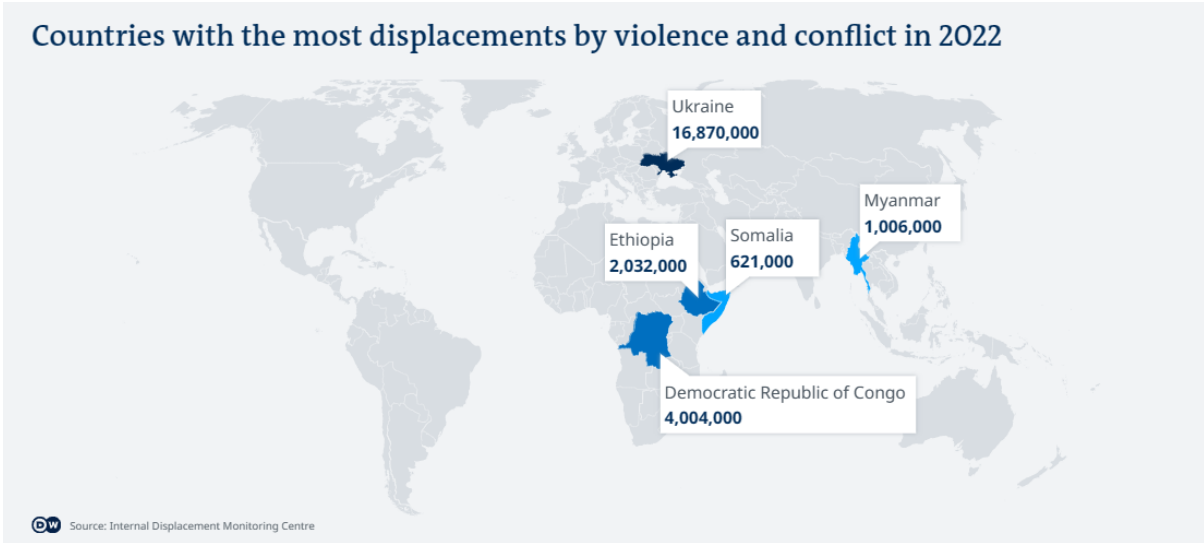 Countries with the most displacements by violence and conflict in 2022
Ukraine
16,870,000
Myanmar
1,006,000
Ethiopia
2,032,000
Somalia
621,000
Democratic Republic of Congo
4,004,000
DW Source: Internal Displacement Monitoring Centre